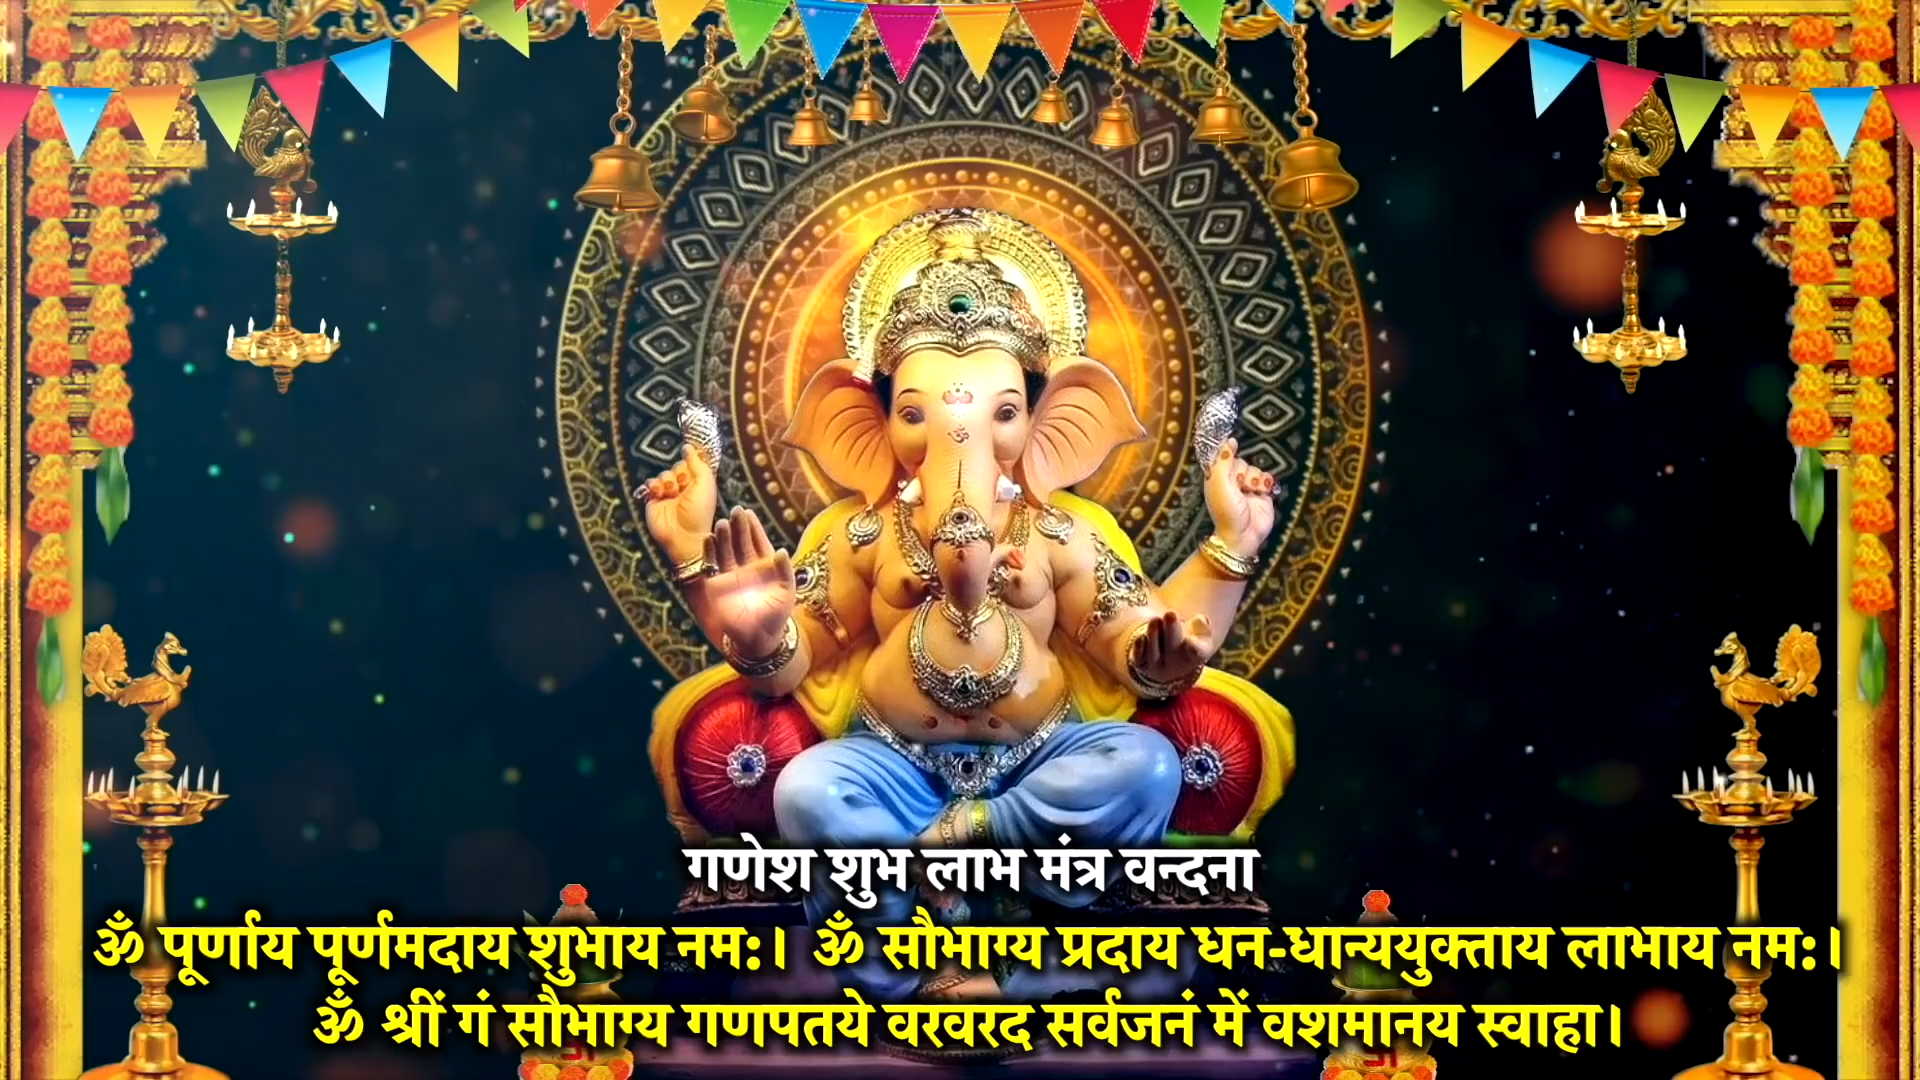 गणेश शुभ लाभ मंत्र वन्दना
ॐ पूर्णाय पूर्णमदाय शुभाय नम:। ॐ सौभाग्य प्रदाय धन-धान्ययुक्ताय लाभाय नम:।
ॐ श्रीं गं सौभाग्य गणपतये वरवरद सर्वजनं में वशमानय स्वाहा।